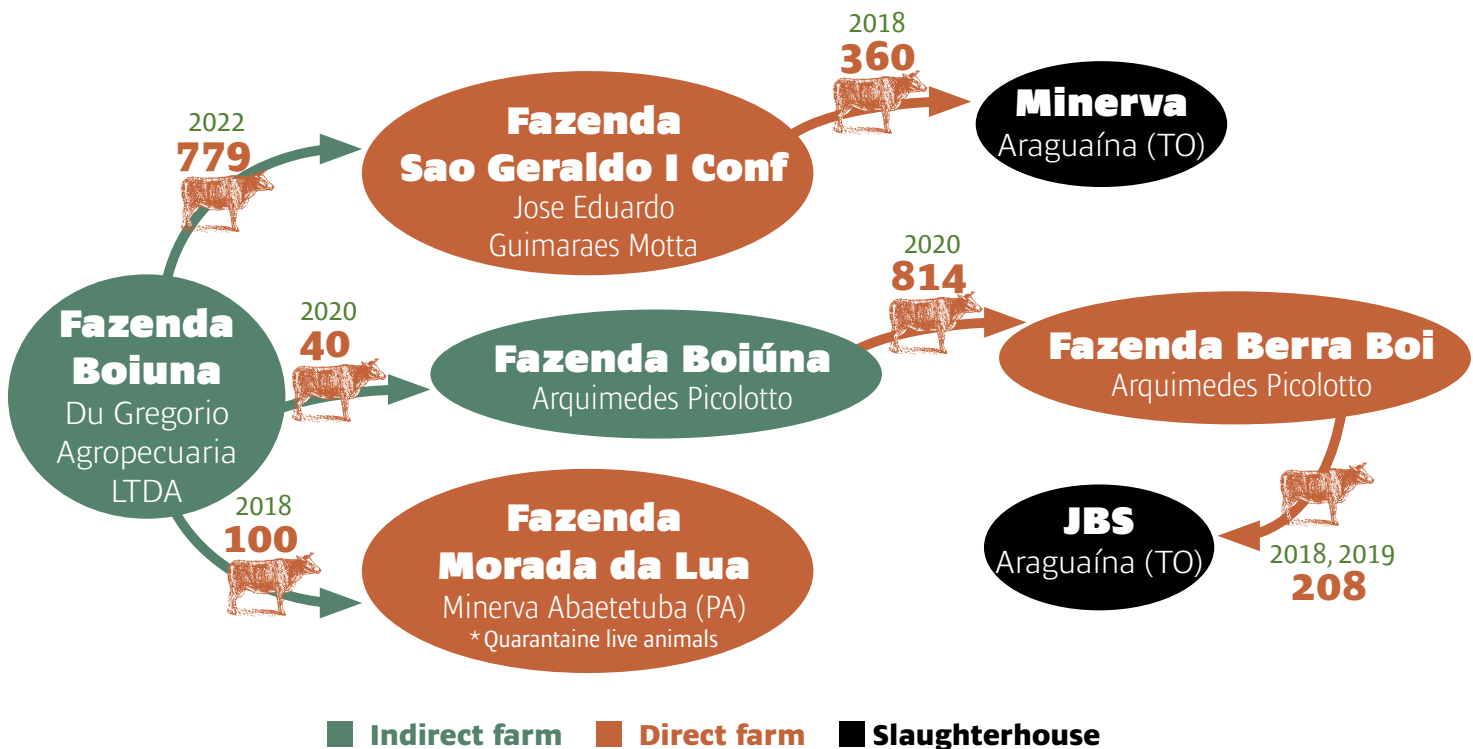 2018
360
Minerva
Araguaína (TO)
2022
779
Fazenda
Sao Geraldo I Conf
Jose Eduardo
Guimaraes Motta
2020
814
Fazenda
Boiuna
Du Gregorio
Agropecuaria
LTDA
2020
40
Fazenda Boiúna
Arquimedes Picolotto
Fazenda Berra Boi
Arquimedes Picolotto
2018
100
Fazenda
Morada da Lua
Minerva Abaetetuba (PA)
* Quarantaine live animals
JBS
Araguaína (TO)
2018, 2019
208
Indirect farm
Direct farm
Slaughterhouse